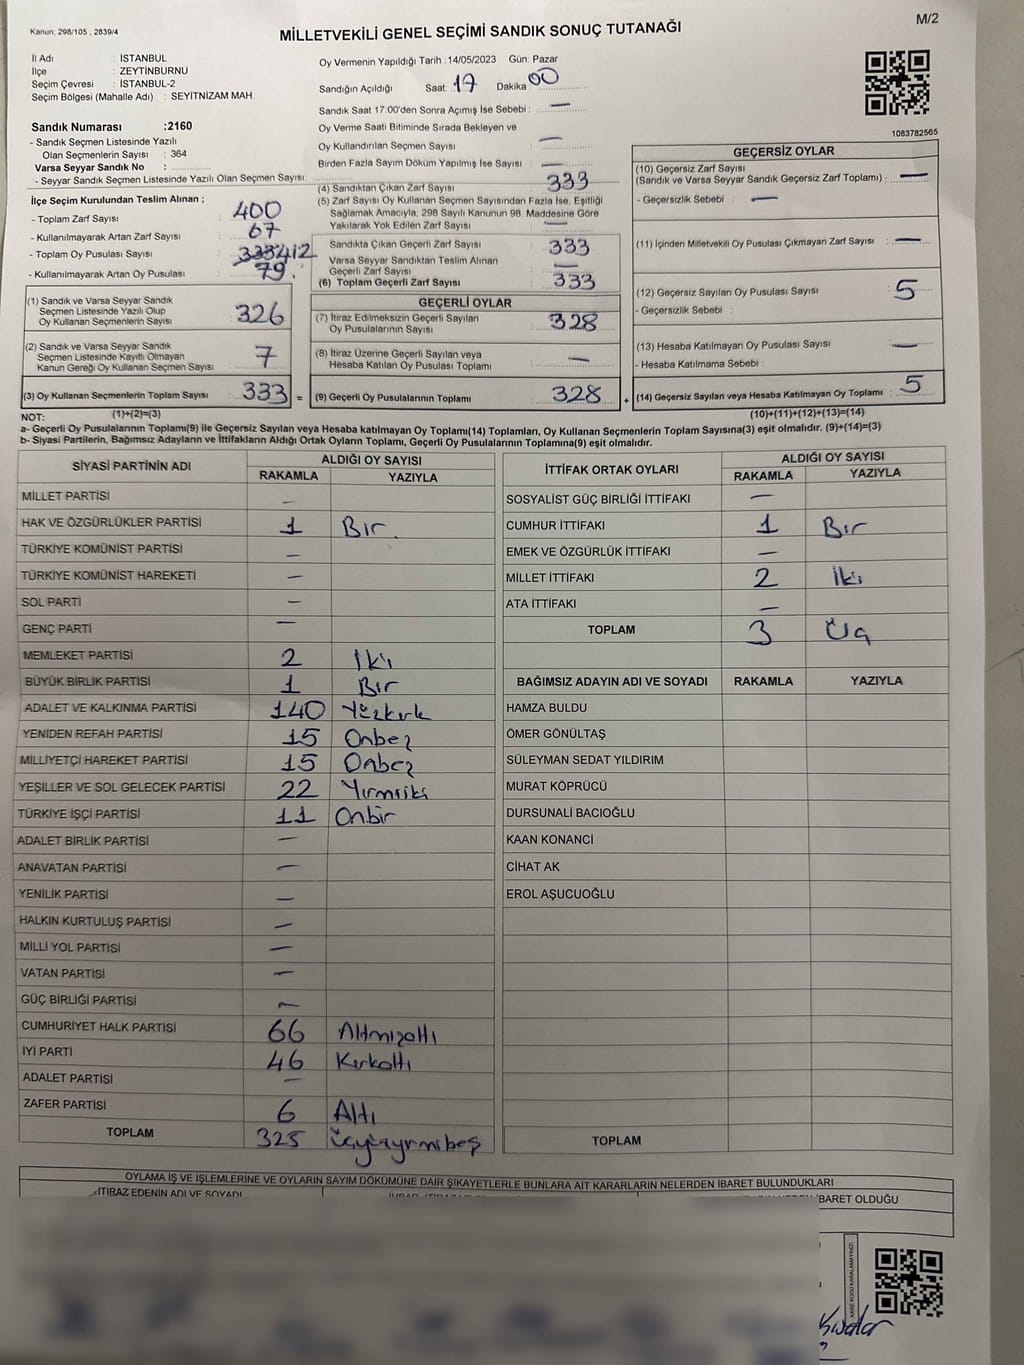 Kanun; 298/105 , 2839/4
MİLLETVEKİLİ GENEL SEÇİMİ SANDIK SONUÇ TUTANAĞI
M/2
İl Adı : İSTANBUL
İlçe : ZEYTİNBURNU
Seçim Çevresi : İSTANBUL-2
Seçim Bölgesi (Mahalle Adı) : SEYİTNİZAM MAH.
Sandık Numarası :2160
- Sandık Seçmen Listesinde Yazılı
Olan Seçmenlerin Sayısı : 364
Varsa Seyyar Sandık No :
- Seyyar Sandık Seçmen Listesinde Yazılı Olan Seçmen Sayısı:
Oy Vermenin Yapıldığı Tarih :14/05/2023 Gün: Pazar
Sandığın Açıldığı Saat: 17 Dakika : 00
Sandık Saat 17.00'den Sonra Açımış İse Sebebi : —
Oy Verme Saati Bitiminde Sırada Bekleyen ve
Oy Kullandırılan Seçmen Sayısı : —
Birden Fazla Sayım Döküm Yapılmış İse Sayısı : —
1083782565
İlçe Seçim Kurulundan Teslim Alınan ;
- Toplam Zarf Sayısı : 400
- Kullanılmayarak Artan Zarf Sayısı : 67
- Toplam Oy Pusulası Sayısı : 412
- Kullanılmayarak Artan Oy Pusulası : 79
(1) Sandık ve Varsa Seyyar Sandık
Seçmen Listesinde Yazılı Olup
Oy Kullanan Seçmenlerin Sayısı : 326
(2) Sandık ve Varsa Seyyar Sandık
Seçmen Listesinde Kayıtlı Olmayan
Kanun Gereği Oy Kullanan Seçmen Sayısı : 7
(3) Oy Kullanan Seçmenlerin Toplam Sayısı : 333 =
(4) Sandıktan Çıkan Zarf Sayısı : 333
(5) Zarf Sayısı Oy Kullanan Seçmen Sayısından Fazla İse, Eşitliği
Sağlamak Amacıyla; 298 Sayılı Kanunun 98. Maddesine Göre
Yakılarak Yok Edilen Zarf Sayısı : —
Sandıkta Çıkan Geçerli Zarf Sayısı : 333
Varsa Seyyar Sandıktan Teslim Alınan
Geçerli Zarf Sayısı : —
(6) Toplam Geçerli Zarf Sayısı : 333
GEÇERLİ OYLAR
(7) İtiraz Edilmeksizin Geçerli Sayılan
Oy Pusulalarının Sayısı : 328
(8) İtiraz Üzerine Geçerli Sayılan veya
Hesaba Katılan Oy Pusulası Toplamı : —
(9) Geçerli Oy Pusulalarının Toplamı : 328 +
GEÇERSİZ OYLAR
(10) Geçersiz Zarf Sayısı
(Sandık ve Varsa Seyyar Sandık Geçersiz Zarf Toplamı) : —
- Geçersizlik Sebebi : —
(11) İçinden Milletvekili Oy Pusulası Çıkmayan Zarf Sayısı : —
(12) Geçersiz Sayılan Oy Pusulası Sayısı : 5
- Geçersizlik Sebebi :
(13) Hesaba Katılmayan Oy Pusulası Sayısı : —
- Hesaba Katılmama Sebebi :
(14) Geçersiz Sayılan veya Hesaba Katılmayan Oy Toplamı : 5
NOT: (1)+(2)=(3) (10)+(11)+(12)+(13)=(14)
a- Geçerli Oy Pusulasının Toplamı(9) ile Geçersiz Sayılan veya Hesaba katılmayan Oy Toplamı(14) Toplamları, Oy Kullanan Seçmenlerin Toplam Sayısına(3) eşit olmalıdır. (9)+(14)=(3)
b- Siyasi Partilerin, Bağımsız Adayların ve İttifakların Aldığı Ortak Oyların Toplamı, Geçerli Oy Pusulalarının Toplamına(9) eşit olmalıdır.
SİYASİ PARTİNİN ADI ALDIĞI OY SAYISI
RAKAMLA YAZIYLA
MİLLET PARTİSİ —
HAK VE ÖZGÜRLÜKLER PARTİSİ 1 Bir
TÜRKİYE KOMÜNİST PARTİSİ —
TÜRKİYE KOMÜNİST HAREKETİ —
SOL PARTİ —
GENÇ PARTİ —
MEMLEKET PARTİSİ 2 İki
BÜYÜK BİRLİK PARTİSİ 1 Bir
ADALET VE KALKINMA PARTİSİ 140 Yüzkırk
YENİDEN REFAH PARTİSİ 15 Onbeş
MİLLİYETÇİ HAREKET PARTİSİ 15 Onbeş
YEŞİLLER VE SOL GELECEK PARTİSİ 22 Yirmiiki
TÜRKİYE İŞÇİ PARTİSİ 11 Onbir
ADALET BİRLİK PARTİSİ —
ANAVATAN PARTİSİ —
YENİLİK PARTİSİ —
HALKIN KURTULUŞ PARTİSİ —
MİLLİ YOL PARTİSİ —
VATAN PARTİSİ —
GÜÇ BİRLİĞİ PARTİSİ —
CUMHURİYET HALK PARTİSİ 66 Altmışaltı
İYİ PARTİ 46 Kırkaltı
ADALET PARTİSİ —
ZAFER PARTİSİ 6 Altı
TOPLAM 325 Üçyüzyirmibeş
İTTİFAK ORTAK OYLARI ALDIĞI OY SAYISI
RAKAMLA YAZIYLA
SOSYALİST GÜÇ BİRLİĞİ İTTİFAKI —
CUMHUR İTTİFAKI 1 Bir
EMEK VE ÖZGÜRLÜK İTTİFAKI —
MİLLET İTTİFAKI 2 İki
ATA İTTİFAKI —
TOPLAM 3 Üç
BAĞIMSIZ ADAYIN ADI VE SOYADI RAKAMLA YAZIYLA
HAMZA BULDU
ÖMER GÖNÜLTAŞ
SÜLEYMAN SEDAT YILDIRIM
MURAT KÖPRÜCÜ
DURSUNALİ BACIOĞLU
KAAN KONANCİ
CİHAT AK
EROL AŞUCUOĞLU
TOPLAM
OYLAMA İŞ VE İŞLEMLERİNE VE OYLARIN SAYIM DÖKÜMÜNE DAİR ŞİKAYETLERLE BUNLARA AİT KARARLARIN NELERDEN İBARET BULUNDUKLARI
İTİRAZ EDENİN ADI VE SOYADI
İBARET OLDUĞU
KARE KODU KARALAMAYINIZ!